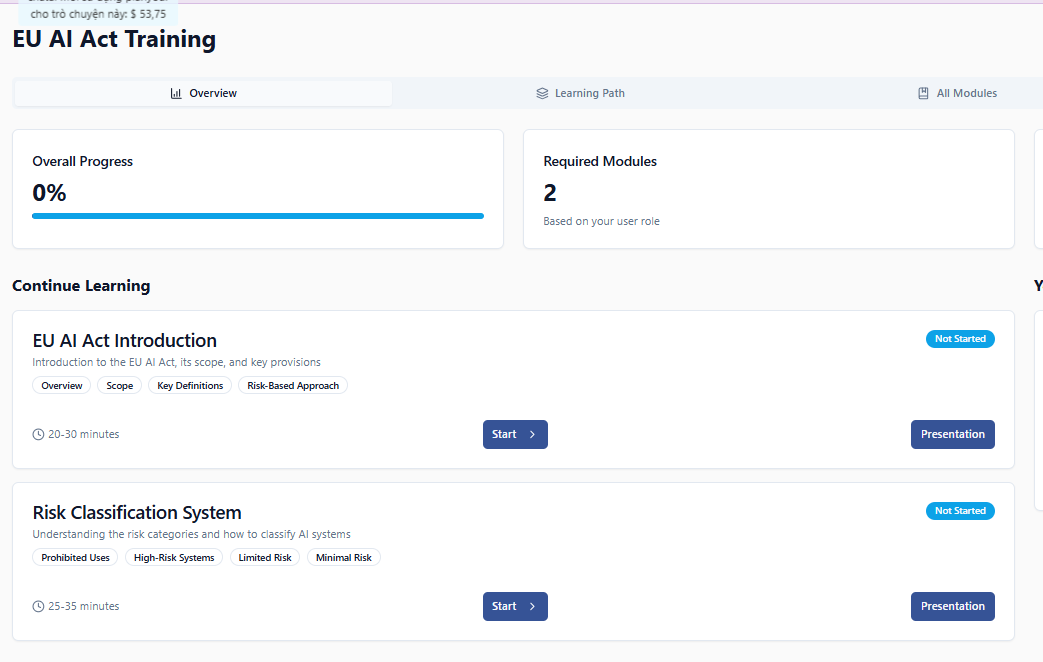 cho trò chuyện này: $ 53,75
EU AI Act Training
Overview
Learning Path
All Modules
Overall Progress
0%
Required Modules
2
Based on your user role
Continue Learning
Y
EU AI Act Introduction
Not Started
Introduction to the EU AI Act, its scope, and key provisions
Overview Scope Key Definitions Risk-Based Approach
20-30 minutes
Start
Presentation
Risk Classification System
Not Started
Understanding the risk categories and how to classify AI systems
Prohibited Uses High-Risk Systems Limited Risk Minimal Risk
25-35 minutes
Start
Presentation